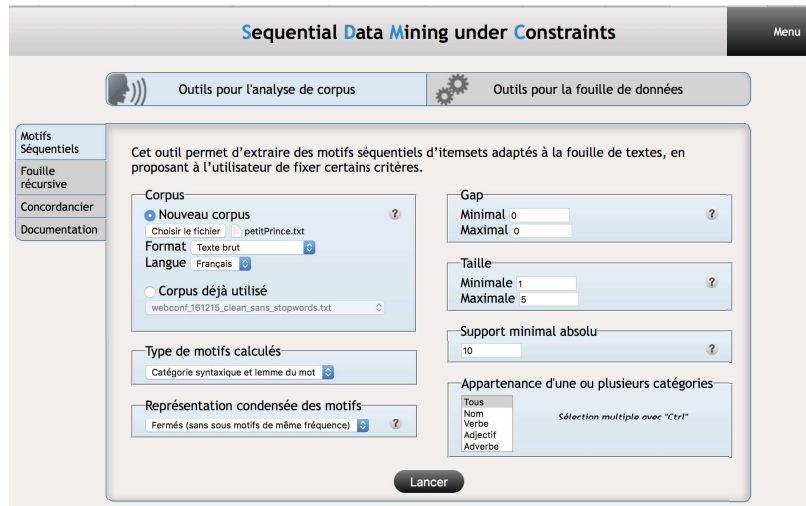 Sequential Data Mining under Constraints
Menu
Outils pour l'analyse de corpus
Outils pour la fouille de données
Motifs
Séquentiels
Fouille
récursive
Concordancier
Documentation
Cet outil permet d'extraire des motifs séquentiels d'itemsets adaptés à la fouille de textes, en
proposant à l'utilisateur de fixer certains critères.
Corpus
Nouveau corpus
?
Choisir le fichier petitPrince.txt
Format Texte brut
Langue Français
Corpus déjà utilisé
webconf_161215_clean_sans_stopwords.txt
Type de motifs calculés
Catégorie syntaxique et lemme du mot
Représentation condensée des motifs
Fermés (sans sous motifs de même fréquence) ?
Gap
Minimal 0
?
Maximal 0
Taille
Minimale 1
?
Maximale 5
Support minimal absolu
10 ?
Appartenance d'une ou plusieurs catégories
Tous
Nom
Verbe
Adjectif
Adverbe
Sélection multiple avec "Ctrl"
Lancer